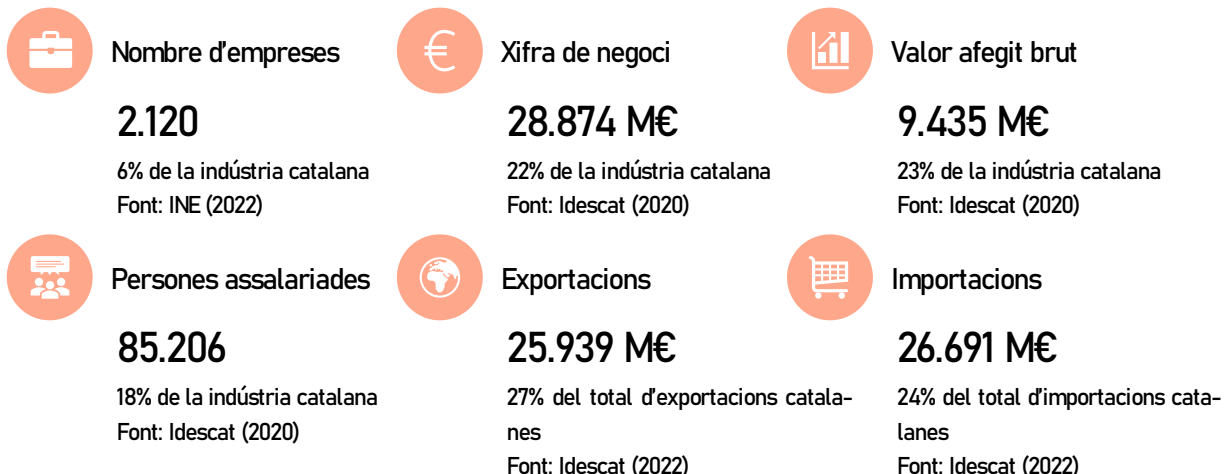 Nombre d'empreses
2.120
6% de la indústria catalana
Font: INE (2022)
Xifra de negoci
28.874 M€
22% de la indústria catalana
Font: Idescat (2020)
Valor afegit brut
9.435 M€
23% de la indústria catalana
Font: Idescat (2020)
Persones assalariades
85.206
18% de la indústria catalana
Font: Idescat (2020)
Exportacions
25.939 M€
27% del total d'exportacions catala-
nes
Font: Idescat (2022)
Importacions
26.691 M€
24% del total d'importacions cata-
lanes
Font: Idescat (2022)